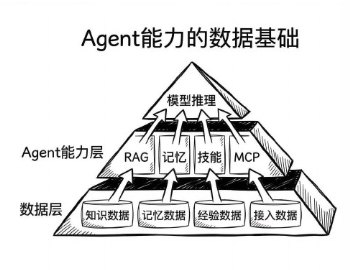 Agent能力的数据基础
模型推理
Agent能力层
RAG 记忆 技能 MCP
数据层
知识数据 记忆数据 经验数据 接入数据